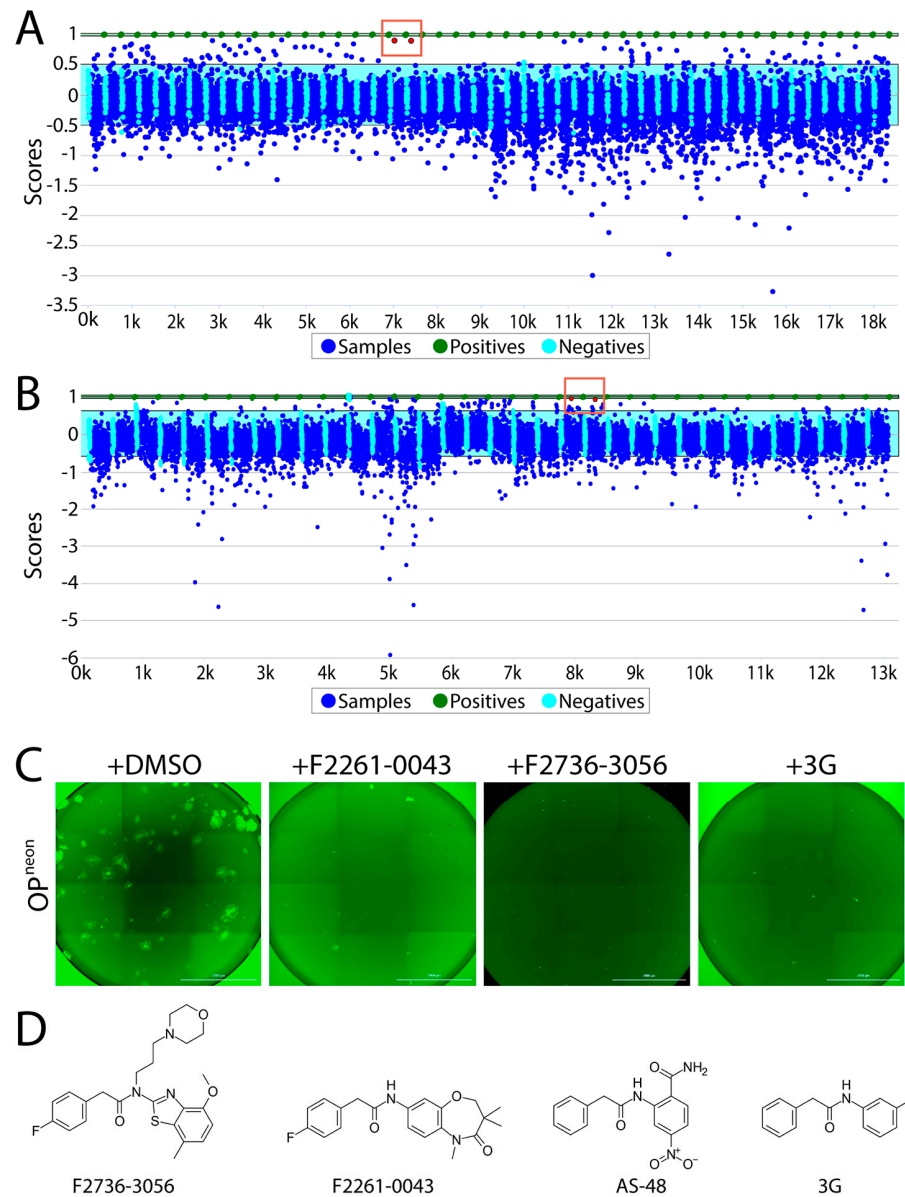 A
Scores
1
0.5
0
-0.5
-1
-1.5
-2
-2.5
-3
-3.5
0k 1k 2k 3k 4k 5k 6k 7k 8k 9k 10k 11k 12k 13k 14k 15k 16k 17k 18k
Samples Positives Negatives
B
Scores
1
0
-1
-2
-3
-4
-5
-6
0k 1k 2k 3k 4k 5k 6k 7k 8k 9k 10k 11k 12k 13k
Samples Positives Negatives
C
+DMSO +F2261-0043 +F2736-3056 +3G
OPneon
D
O
N
O
N
N
O
S
F
F2736-3056
H
N
O
O
F
N
O
F2261-0043
O
NH2
H
N
O
N+
O
O-
AS-48
H
N
O
3G